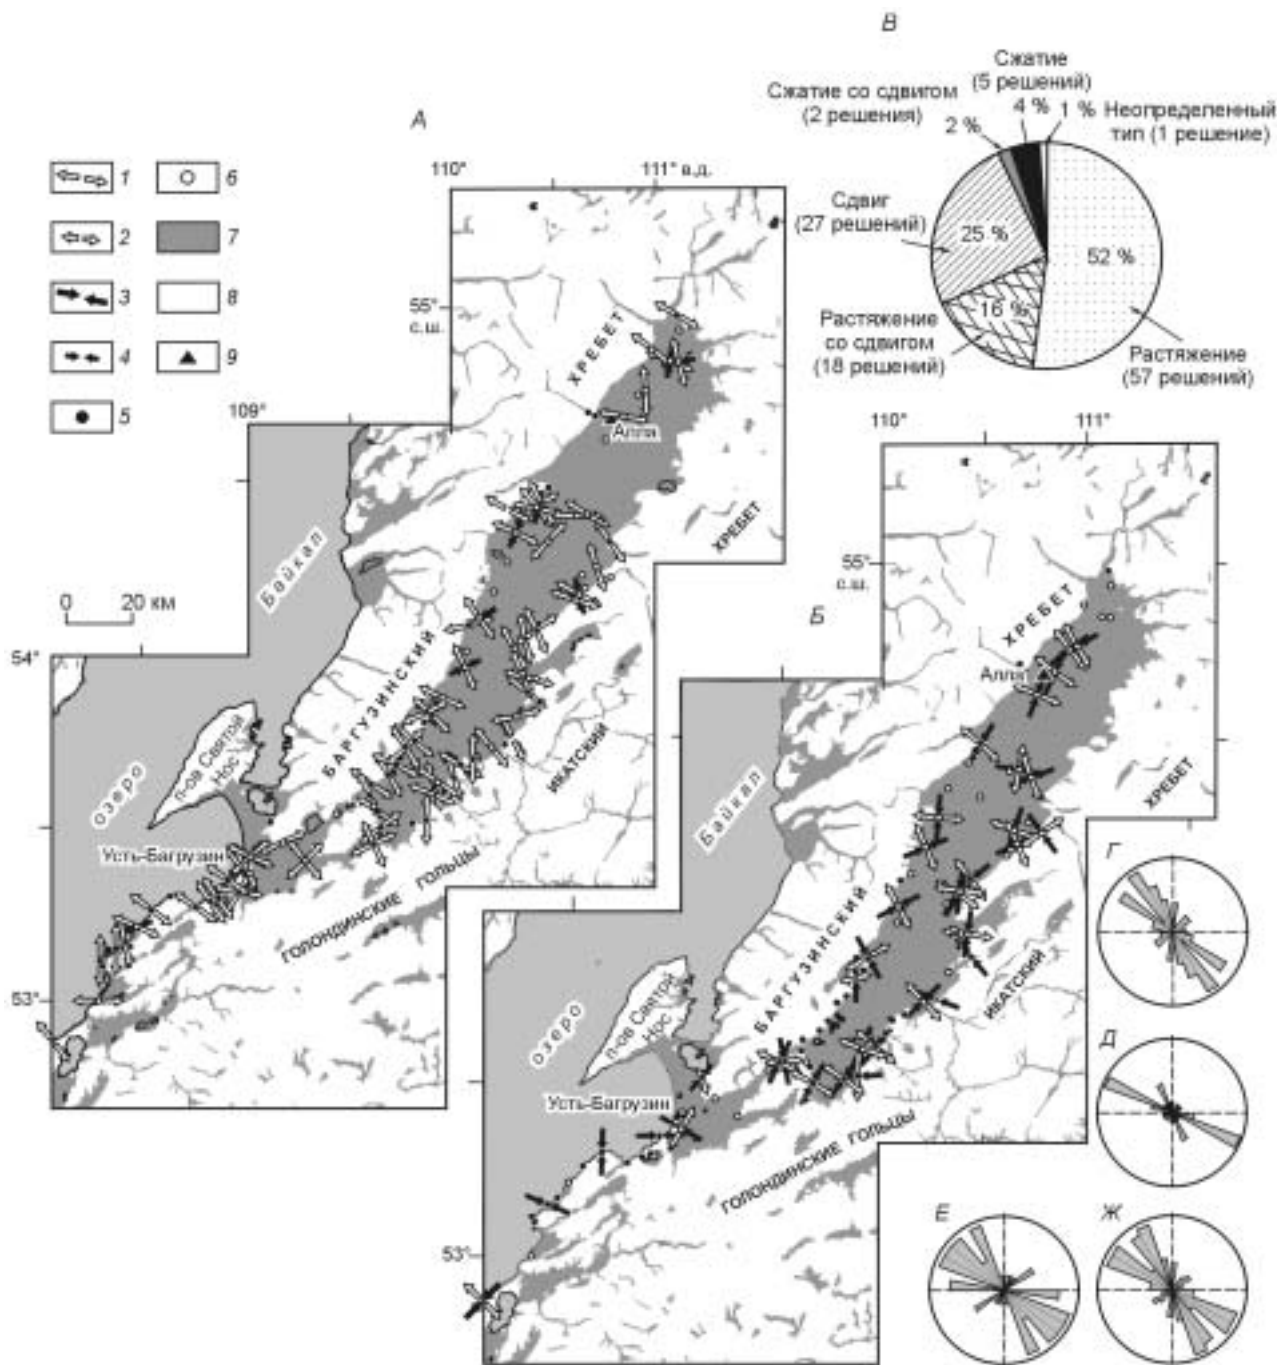 В
Сжатие
(5 решений)
Сжатие со сдвигом
(2 решения)
4 %
1 %
Неопределенный
тип (1 решение)
2 %
Сдвиг
(27 решений)
25 %
52 %
16 %
Растяжение
со сдвигом
(18 решений)
Растяжение
(57 решений)
А
1
2
3
4
5
6
7
8
9
110°
111° в.д.
55°
с.ш.
109°
ХРЕБЕТ
Алла
ХРЕБЕТ
Байкал
0 20 км
54°
БАРГУЗИНСКИЙ
п-ов Святой
Нос
озеро
ИКАТСКИЙ
Усть-Багрузин
ГОЛОНДИНСКИЕ ГОЛЬЦЫ
53°
Б
110°
111°
55°
с.ш.
ХРЕБЕТ
Алла
ХРЕБЕТ
Байкал
БАРГУЗИНСКИЙ
ИКАТСКИЙ
п-ов Святой
Нос
озеро
Усть-Багрузин
ГОЛОНДИНСКИЕ ГОЛЬЦЫ
53°
Г
Д
Е
Ж